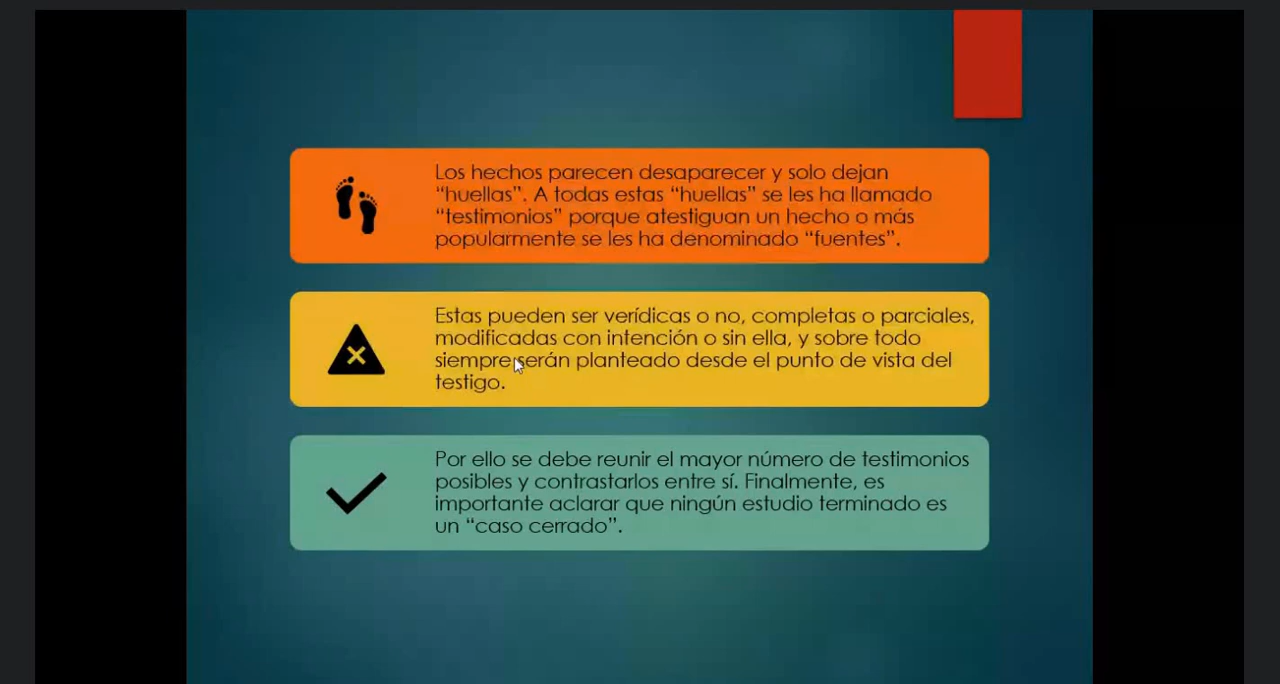 Los hechos parecen desaparecer y solo dejan
“huellas”. A todas estas “huellas” se les ha llamado
“testimonios” porque atestiguan un hecho o más
popularmente se les ha denominado “fuentes”.
Estas pueden ser verídicas o no, completas o parciales,
modificadas con intención o sin ella, y sobre todo
siempre serán planteado desde el punto de vista del
testigo.
Por ello se debe reunir el mayor número de testimonios
posibles y contrastarlos entre sí. Finalmente, es
importante aclarar que ningún estudio terminado es
un “caso cerrado”.